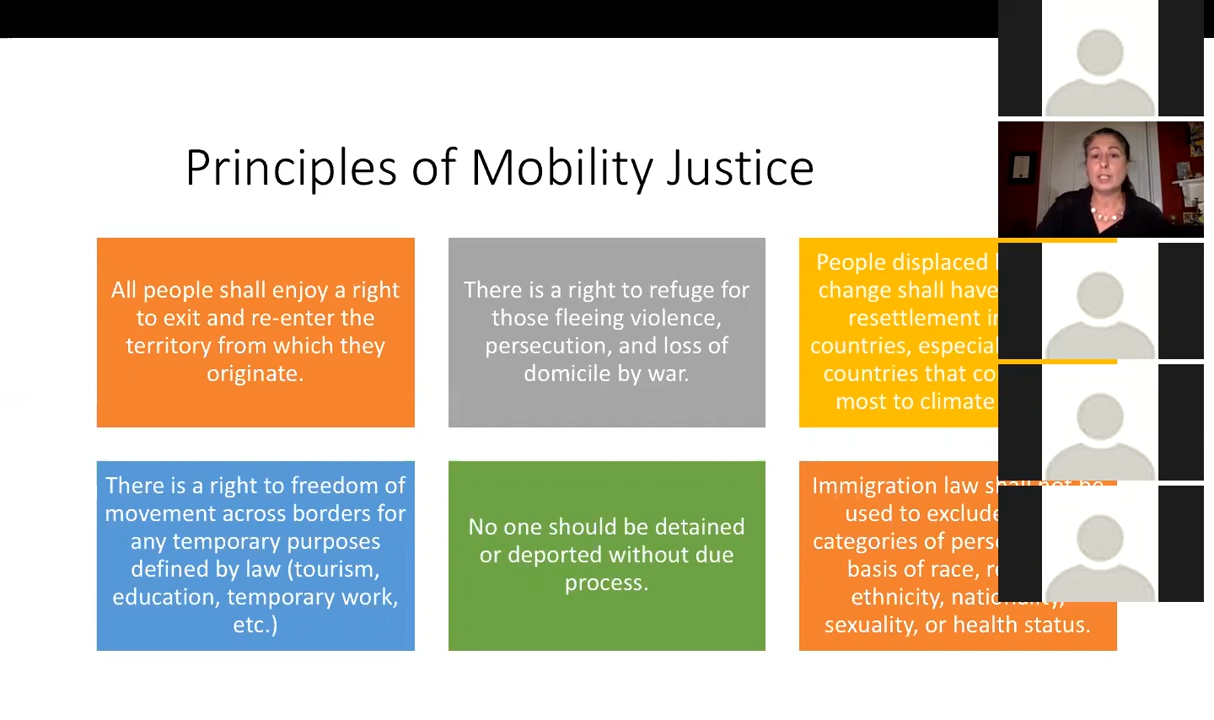 Principles of Mobility Justice
All people shall enjoy a right
to exit and re-enter the
territory from which they
originate.
There is a right to refuge for
those fleeing violence,
persecution, and loss of
domicile by war.
People displaced
change shall have
resettlement
countries,
countries that
most to climate
There is a right to freedom of
movement across borders for
any temporary purposes
defined by law (tourism,
education, temporary work,
etc.)
No one should be detained
or deported without due
process.
Immigration law shall not be
used to exclude
categories of
basis of race,
ethnicity, nationality,
sexuality, or health status.